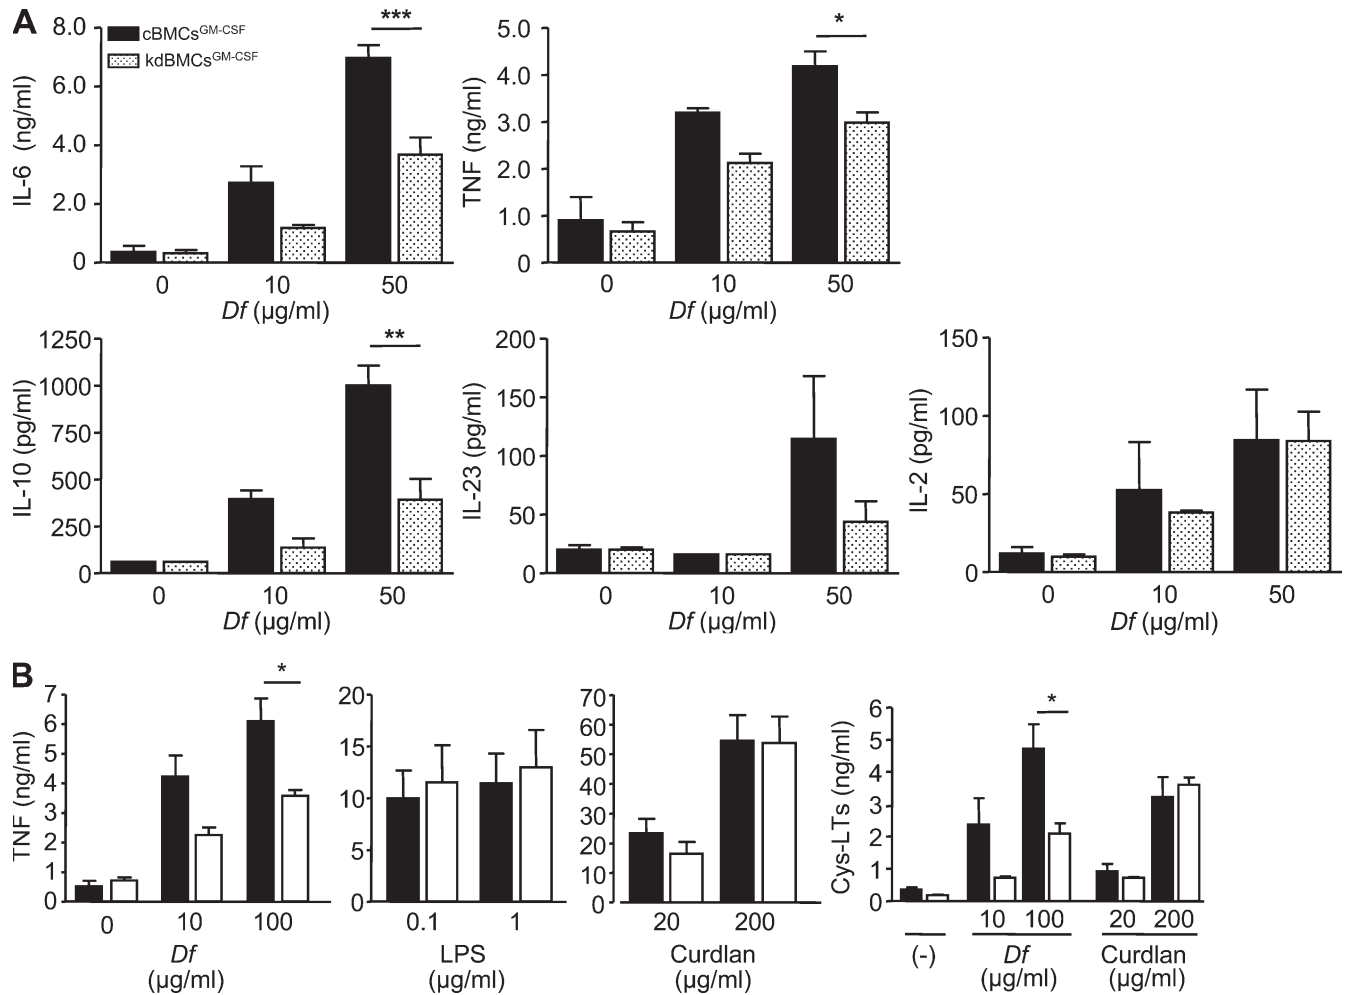 A
cBMCsGM-CSF
kdBMCsGM-CSF
***
8.0
6.0
4.0
2.0
0
IL-6 (ng/ml)
0 10 50
Df (µg/ml)
*
5.0
4.0
3.0
2.0
1.0
0
TNF (ng/ml)
0 10 50
Df (µg/ml)
**
1250
1000
750
500
250
0
IL-10 (pg/ml)
0 10 50
Df (µg/ml)
200
150
100
50
0
IL-23 (pg/ml)
0 10 50
Df (µg/ml)
150
100
50
0
IL-2 (pg/ml)
0 10 50
Df (µg/ml)
B
*
7
6
5
4
3
2
1
0
TNF (ng/ml)
0 10 100
Df
(µg/ml)
20
15
10
5
0
0.1 1
LPS
(µg/ml)
70
60
50
40
30
20
10
0
20 200
Curdlan
(µg/ml)
*
6
5
4
3
2
1
0
Cys-LTs (ng/ml)
10 100 20 200
(-) Df Curdlan
(µg/ml) (µg/ml)